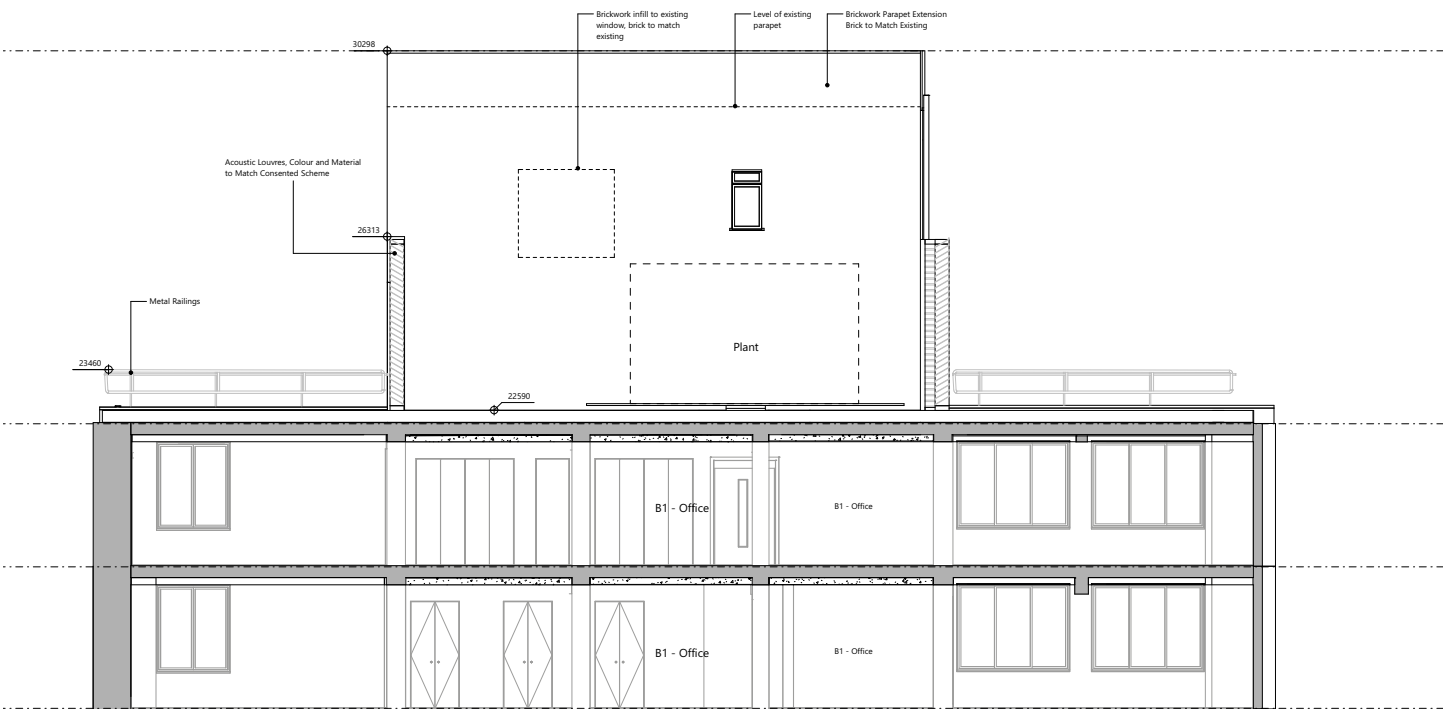 Brickwork infill to existing
window, brick to match
existing
Level of existing
parapet
Brickwork Parapet Extension
Brick to Match Existing
30298
Acoustic Louvres, Colour and Material
to Match Consented Scheme
26313
Metal Railings
Plant
23460
22590
B1 - Office
B1 - Office
B1 - Office
B1 - Office